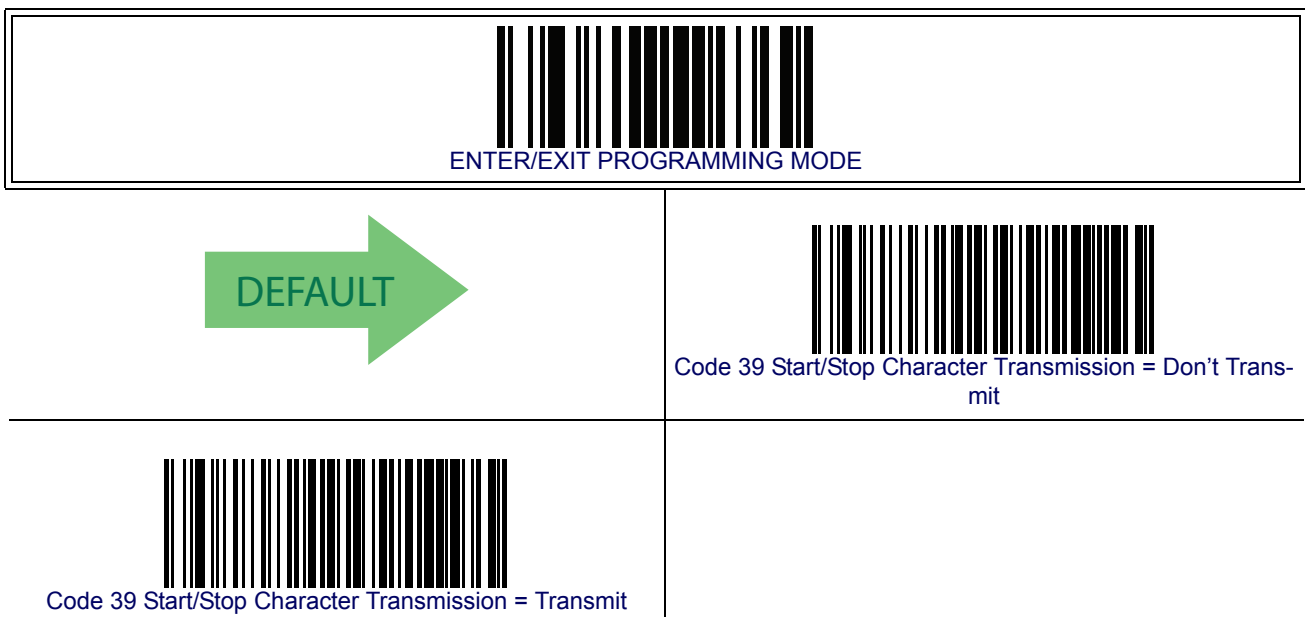 ENTER/EXIT PROGRAMMING MODE
DEFAULT
Code 39 Start/Stop Character Transmission = Don’t Trans-
mit
Code 39 Start/Stop Character Transmission = Transmit